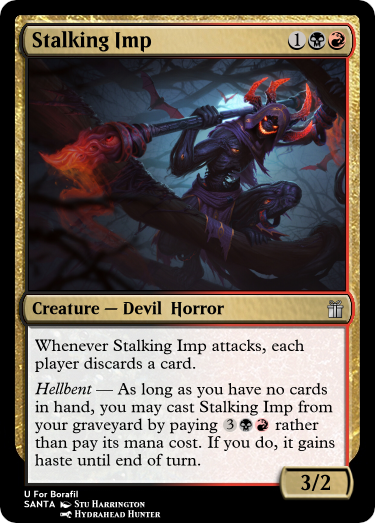 Stalking Imp 1
Creature — Devil Horror
Whenever Stalking Imp attacks, each
player discards a card.
Hellbent — As long as you have no cards
in hand, you may cast Stalking Imp from
your graveyard by paying 3 rather
than pay its mana cost. If you do, it gains
haste until end of turn.
3/2
U For Borafil
SANTA Stu Harrington
Hydrahead Hunter